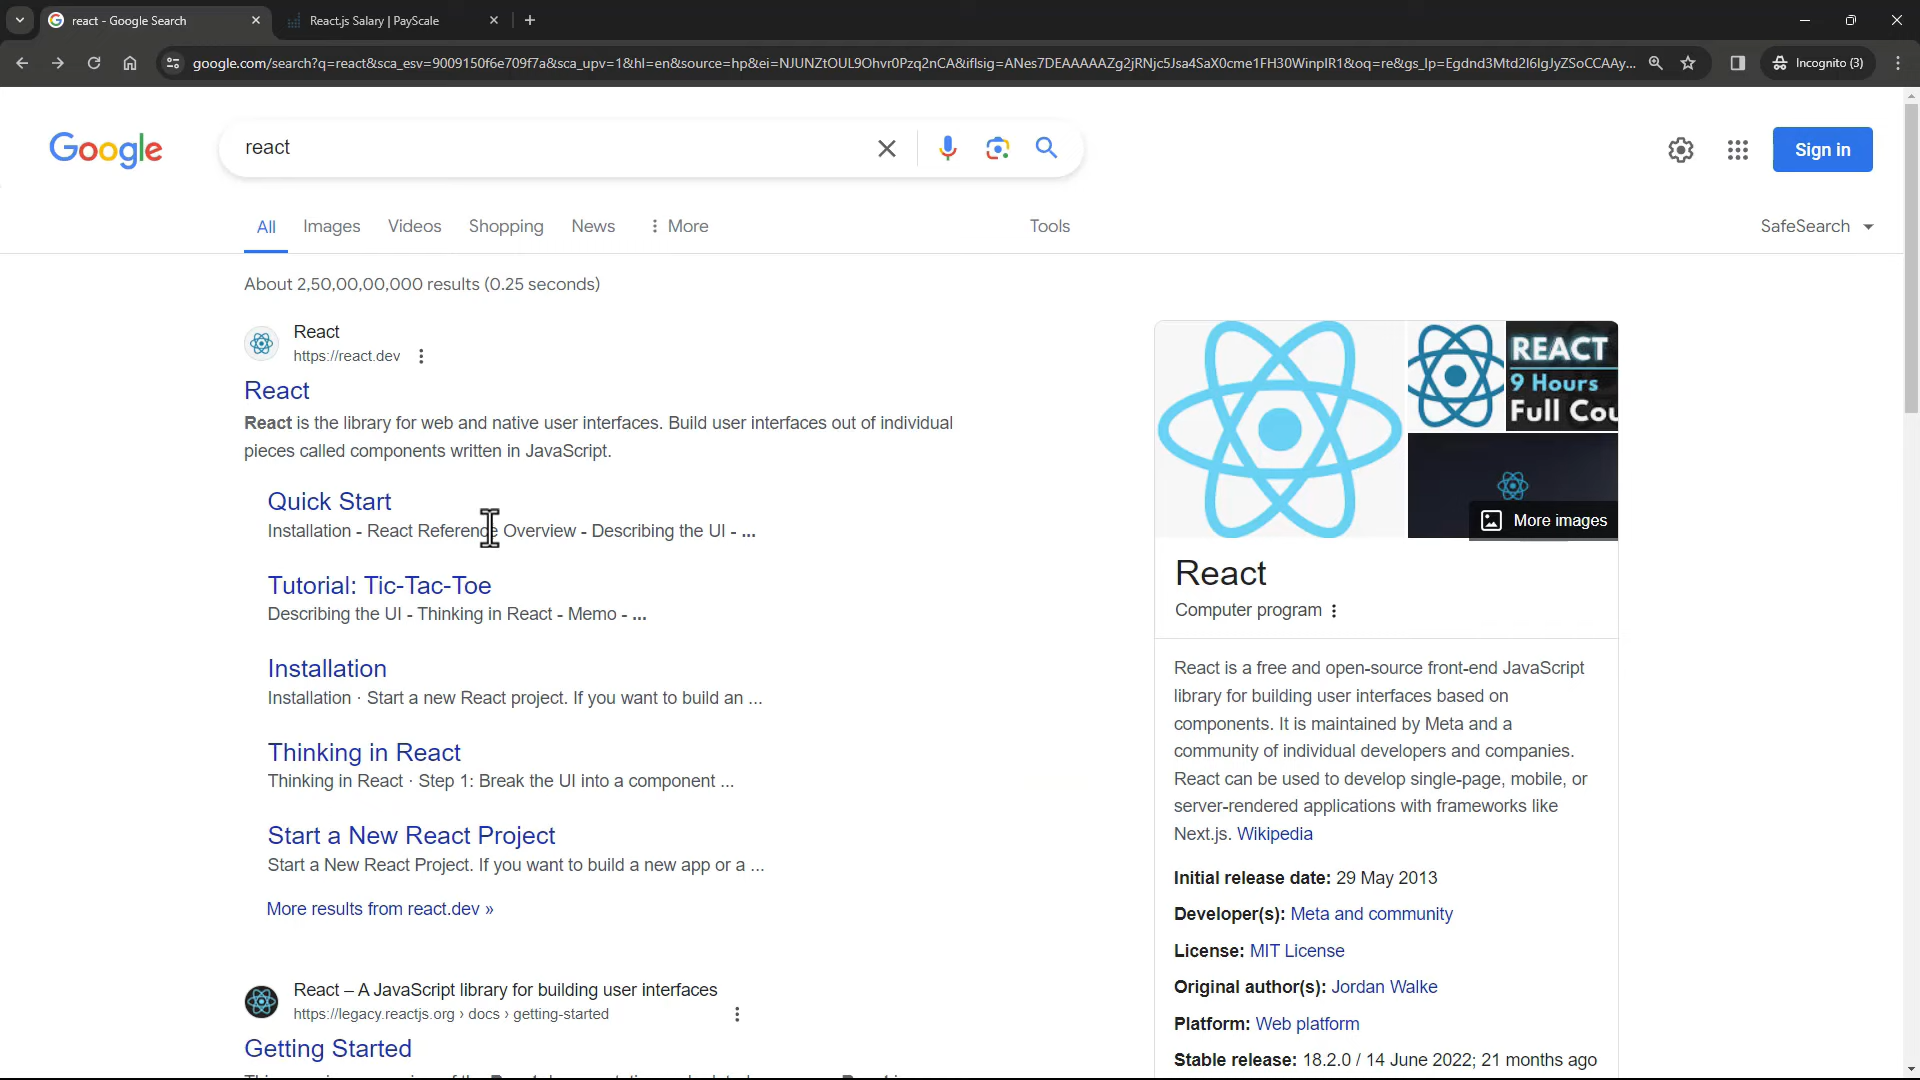 react - Google Search
React.js Salary | PayScale
google.com/search?q=react&sca_esv=9009150f6e709f7a&sca_upv=1&hl=en&source=hp&ei=NJUNZtOUL9Ohvr0Pzq2nCA&iflsig=ANes7DEAAAAAZg2jRNjc5Jsa4SaX0cme1FH30WinpIR1&oq=re&gs_lp=Egdnd3Mtd2l6IgJyZSoCCAAy...
Incognito (3)
Google
react
Sign in
All
Images
Videos
Shopping
News
More
Tools
SafeSearch
About 2,50,00,00,000 results (0.25 seconds)
React
https://react.dev
React
React is the library for web and native user interfaces. Build user interfaces out of individual
pieces called components written in JavaScript.
Quick Start
Installation - React Reference Overview - Describing the UI - ...
Tutorial: Tic-Tac-Toe
Describing the UI - Thinking in React - Memo - ...
Installation
Installation · Start a new React project. If you want to build an ...
Thinking in React
Thinking in React · Step 1: Break the UI into a component ...
Start a New React Project
Start a New React Project. If you want to build a new app or a ...
More results from react.dev »
React – A JavaScript library for building user interfaces
https://legacy.reactjs.org › docs › getting-started
Getting Started
REACT
9 Hours
Full Cou
More images
React
Computer program
React is a free and open-source front-end JavaScript
library for building user interfaces based on
components. It is maintained by Meta and a
community of individual developers and companies.
React can be used to develop single-page, mobile, or
server-rendered applications with frameworks like
Next.js. Wikipedia
Initial release date: 29 May 2013
Developer(s): Meta and community
License: MIT License
Original author(s): Jordan Walke
Platform: Web platform
Stable release: 18.2.0 / 14 June 2022; 21 months ago